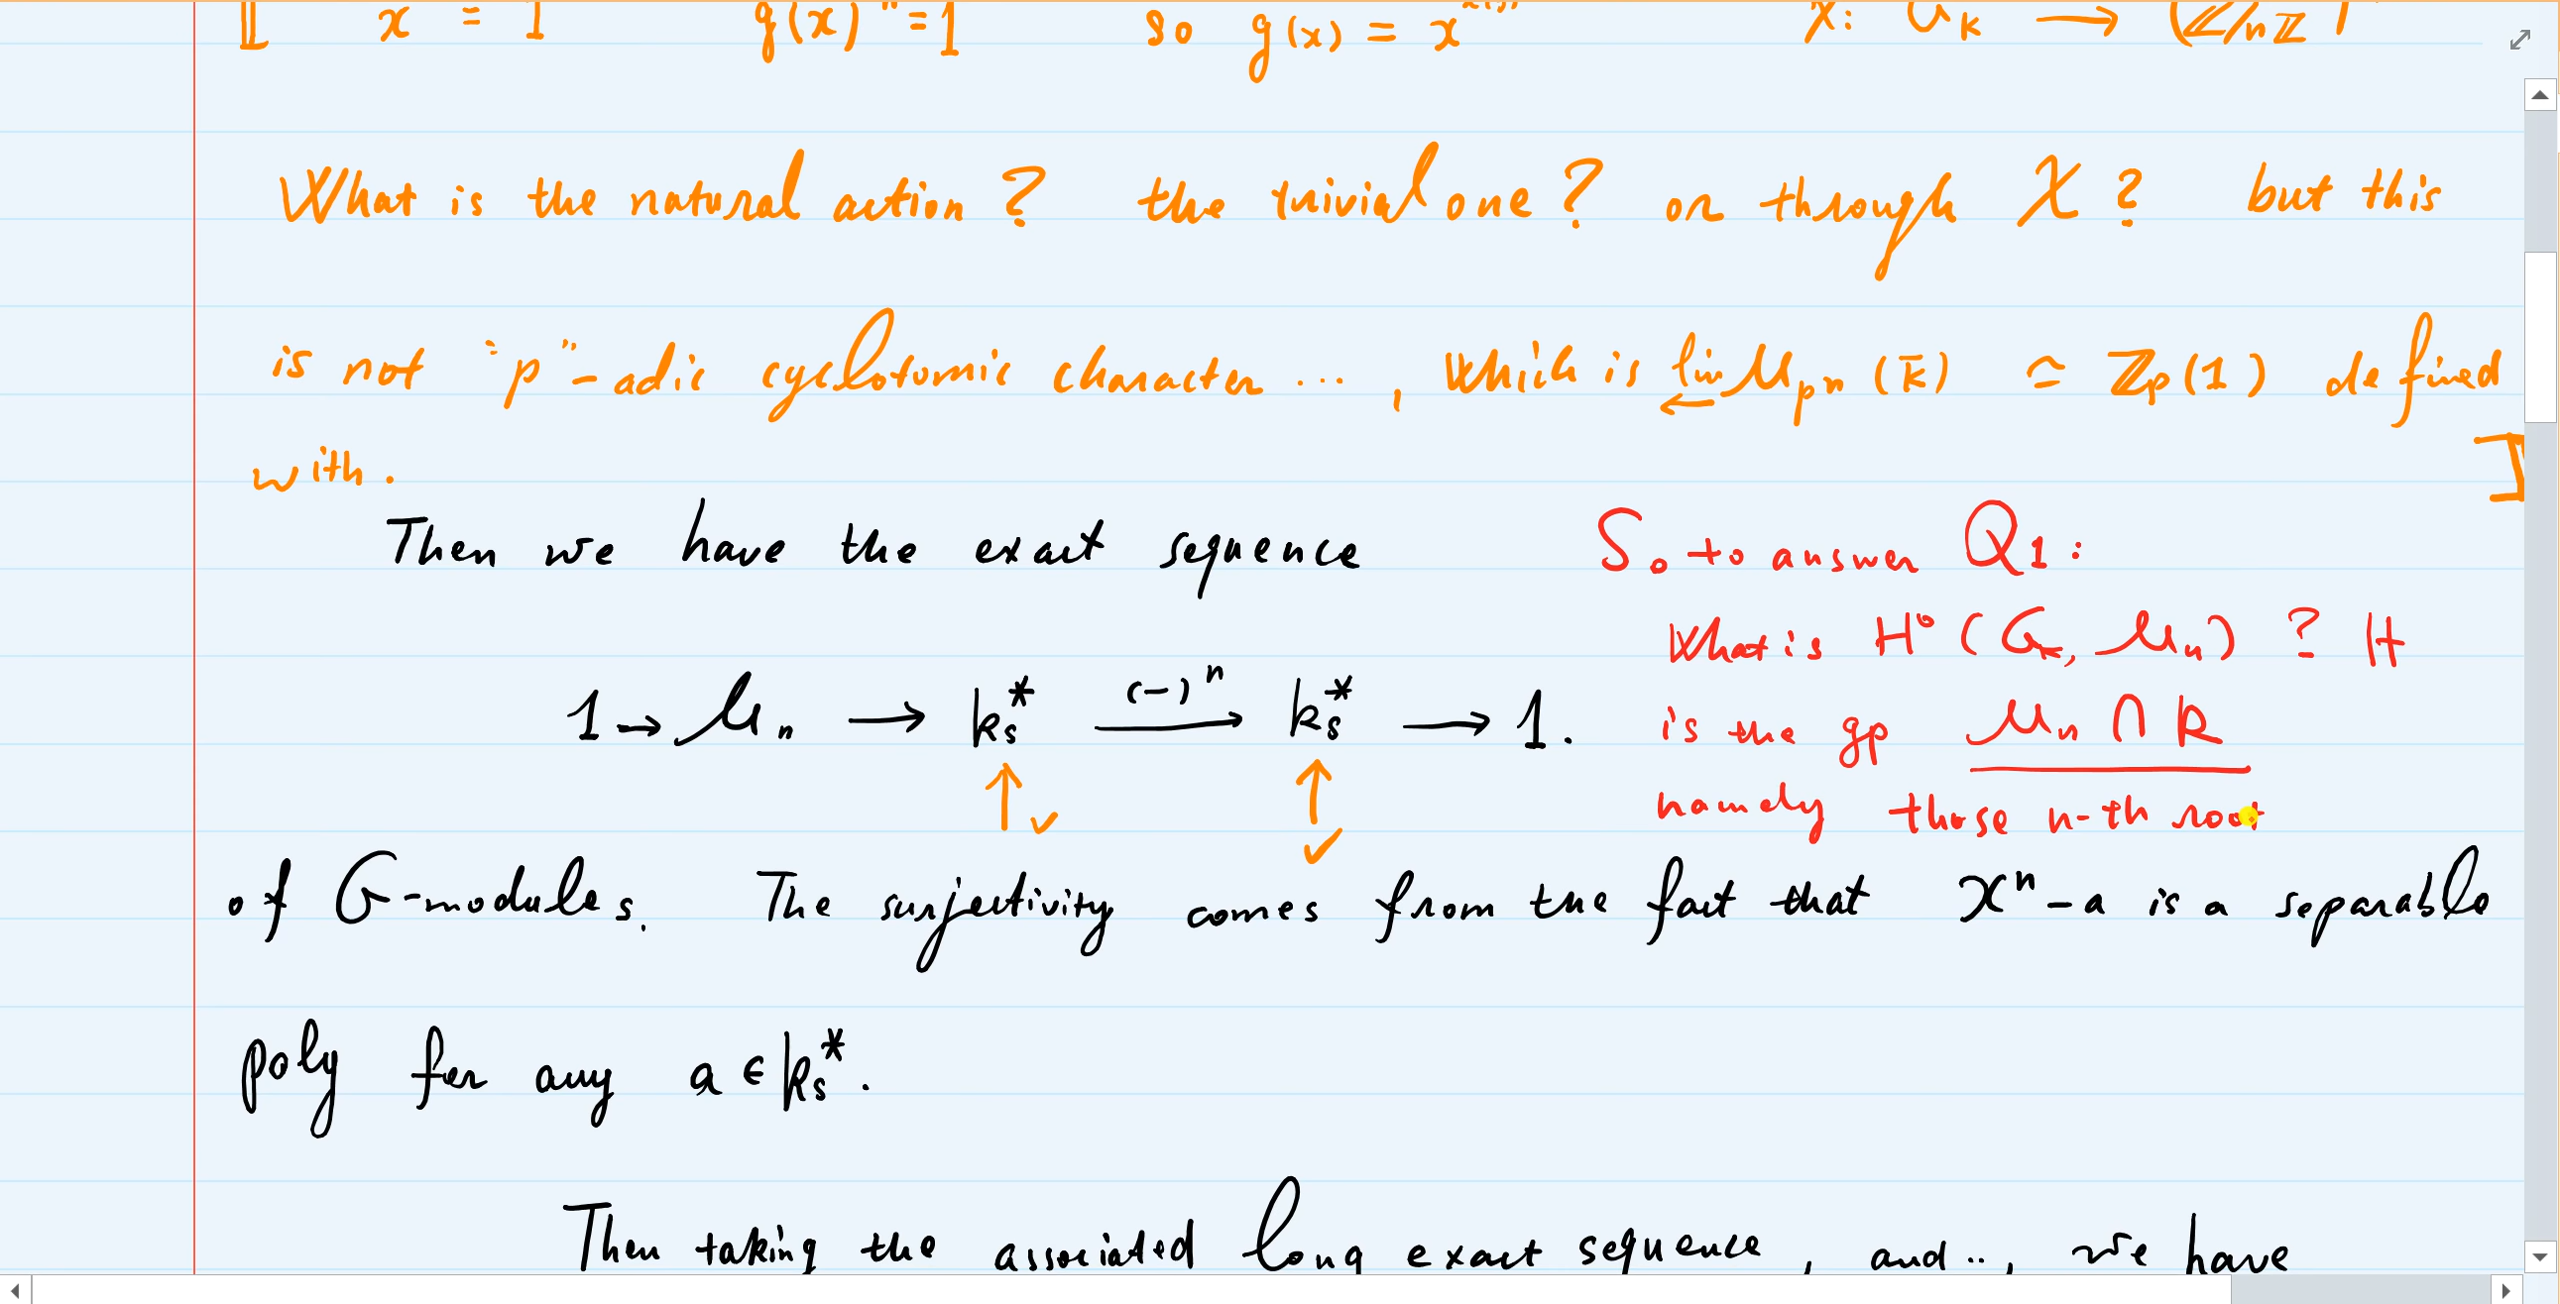 [ x = 1 g(x)ⁿ = 1 so g(x) = x χ: G_k → (ℤ/nℤ)
What is the natural action ? the trivial one ? or through χ ? but this
is not "p"-adic cyclotomic character ... , which is lim← μ_pⁿ (k̄) ≃ ℤ_p(1) defined
with. ]
Then we have the exact sequence
So to answer Q1:
What is H⁰(G_k, μ_n) ? It
1 → μ_n → k_s^* —(-)ⁿ→ k_s^* → 1.
is the gp μ_n ∩ k
namely those n-th root
of G-modules. The surjectivity comes from the fact that xⁿ - a is a separable
poly for any a ∈ k_s^*.
Then taking the associated long exact sequence, and .., we have